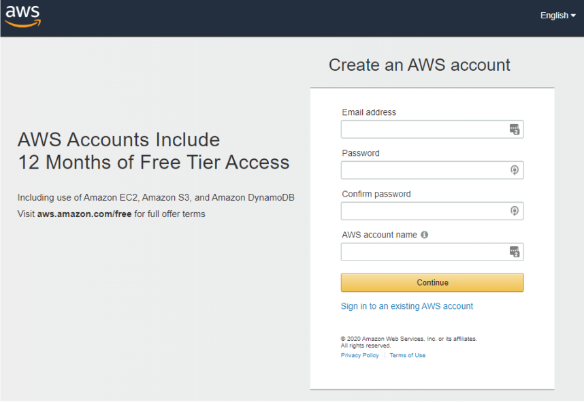 aws
English
Create an AWS account
AWS Accounts Include
12 Months of Free Tier Access
Including use of Amazon EC2, Amazon S3, and Amazon DynamoDB
Visit aws.amazon.com/free for full offer terms
Email address
Password
Confirm password
AWS account name
Continue
Sign in to an existing AWS account
© 2020 Amazon Web Services, Inc. or its affiliates.
All rights reserved.
Privacy Policy | Terms of Use